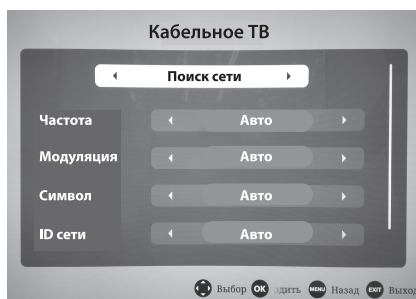 Кабельное ТВ
Поиск сети
Частота Авто
Модуляция Авто
Символ Авто
ID сети Авто
Выбор OK MENU Назад EXIT Выход